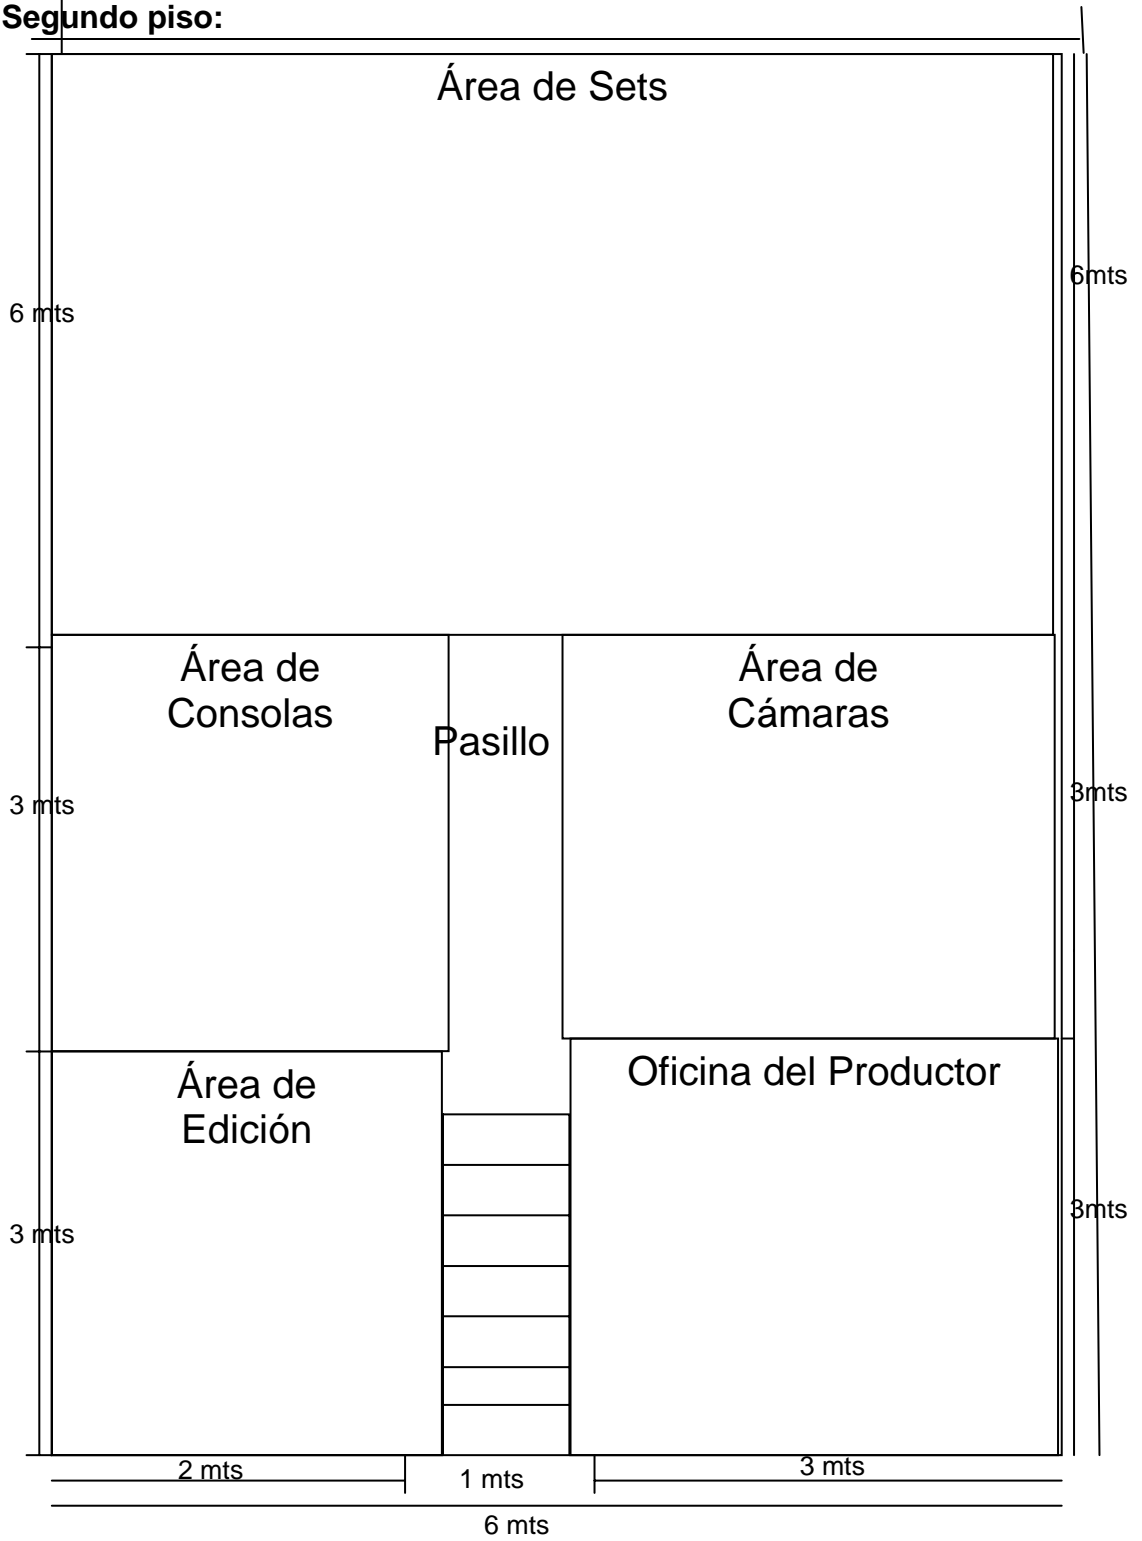 Segundo piso:
Área de Sets
6mts
6 mts
Área de
Consolas
Área de
Cámaras
Pasillo
3 mts
3mts
Área de
Edición
Oficina del Productor
3 mts
3mts
2 mts
1 mts
3 mts
6 mts